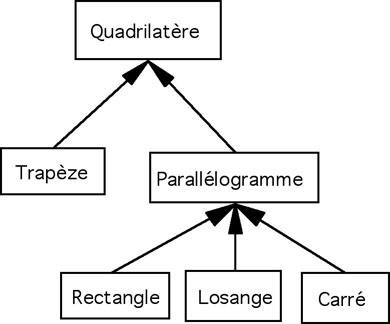 Quadrilatère
Trapèze
Parallélogramme
Rectangle
Losange
Carré